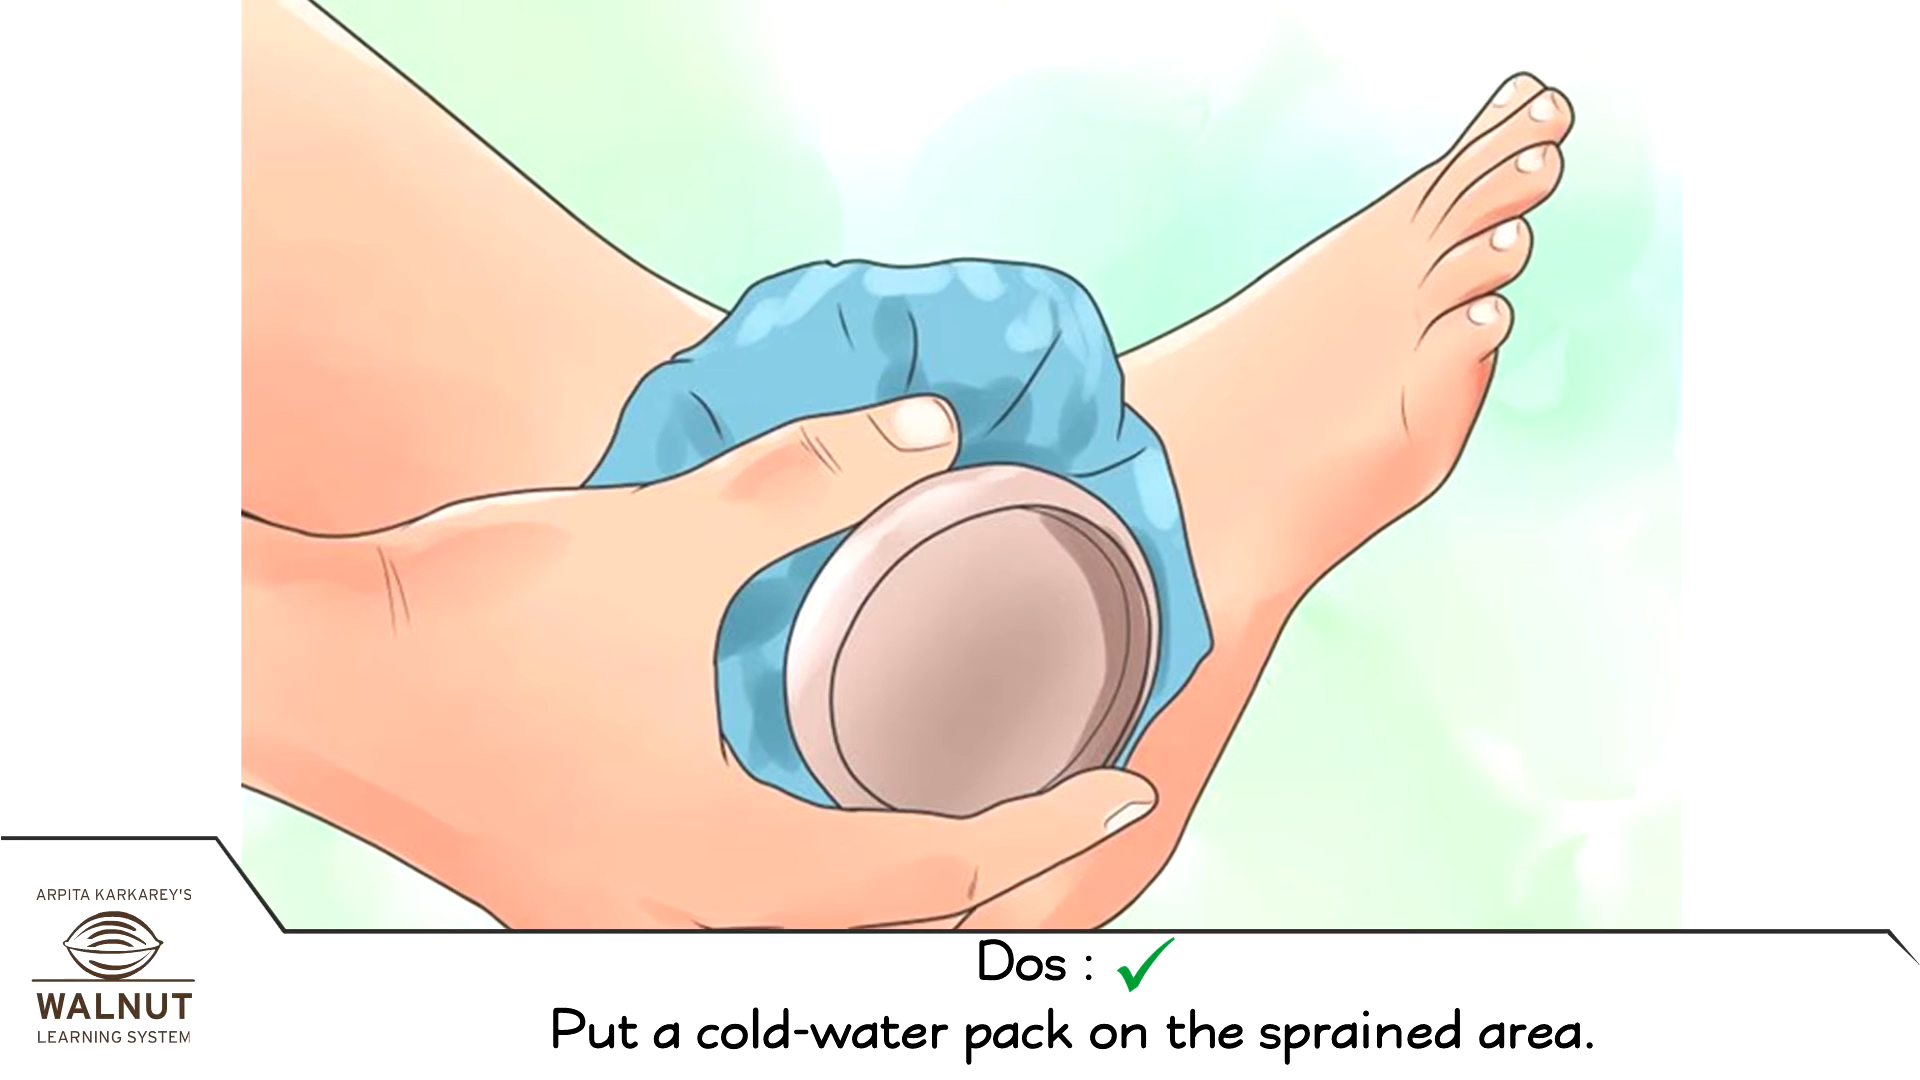 ARPITA KARKAREY'S
WALNUT
LEARNING SYSTEM
Dos :
Put a cold-water pack on the sprained area.